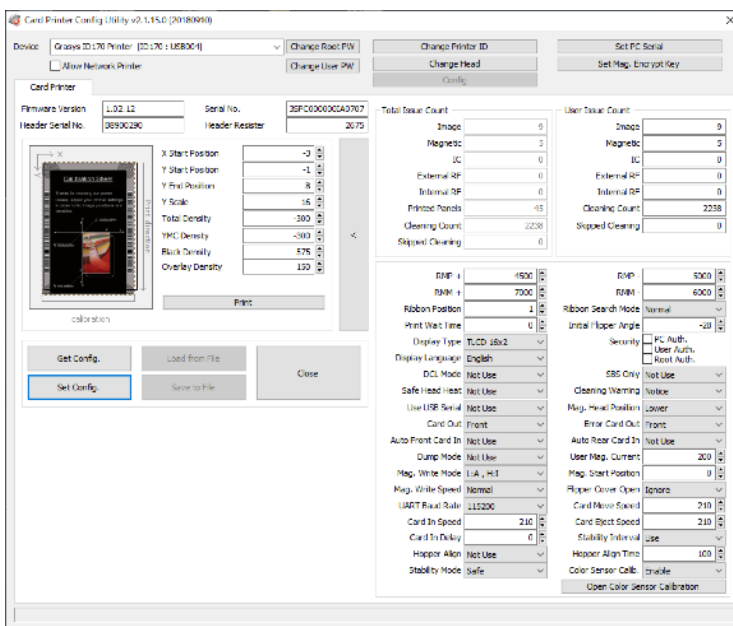 Card Printer Config Utility v2.1.15.0 (20180910)
Device Grasys ID170 Printer [ID170 : USB004] Change Root PW Change Printer ID Set PC Serial
Allow Network Printer Change User PW Change Head Set Mag. Encrypt Key
Config
Card Printer
Firmware Version 1.02.12 Serial No.
Header Serial No. 08900290 Header Resister 2675
X Start Position -3
Y Start Position -1
Y End Position 8
Y Scale 16
Total Density -300
YMC Density -300
Black Density 575
Overlay Density 150
X
Y
Calibration Sheet
Print direction
calibration
<
Print
Get Config. Load from File Close
Set Config. Save to File
Total Issue Count
Image 9
Magnetic 5
IC 0
External RF 0
Internal RF 0
Printed Panels 45
Cleaning Count 2238
Skipped Cleaning 0
User Issue Count
Image 9
Magnetic 5
IC 0
External RF 0
Internal RF 0
Cleaning Count 2238
Skipped Cleaning 0
RMP + 4500 RMP - 5000
RMM + 7000 RMM - 6000
Ribbon Position 1 Ribbon Search Mode Normal
Print Wait Time 0 Initial Flipper Angle -28
Display Type TLCD 16x2 Security PC Auth.
User Auth.
Root Auth.
Display Language English
DCL Mode Not Use SBS Only Not Use
Safe Head Heat Not Use Cleaning Warning Notice
Use USB Serial Not Use Mag. Head Position Lower
Card Out Front Error Card Out Front
Auto Front Card In Not Use Auto Rear Card In Not Use
Dump Mode Not Use User Mag. Current 200
Mag. Write Mode L:A , H:I Mag. Start Position 0
Mag. Write Speed Normal Flipper Cover Open Ignore
UART Baud Rate 115200 Card Move Speed 210
Card In Speed 210 Card Eject Speed 210
Card In Delay 0 Stability Interval Use
Hopper Align Not Use Hopper Align Time 100
Stability Mode Safe Color Sensor Calib. Enable
Open Color Sensor Calibration